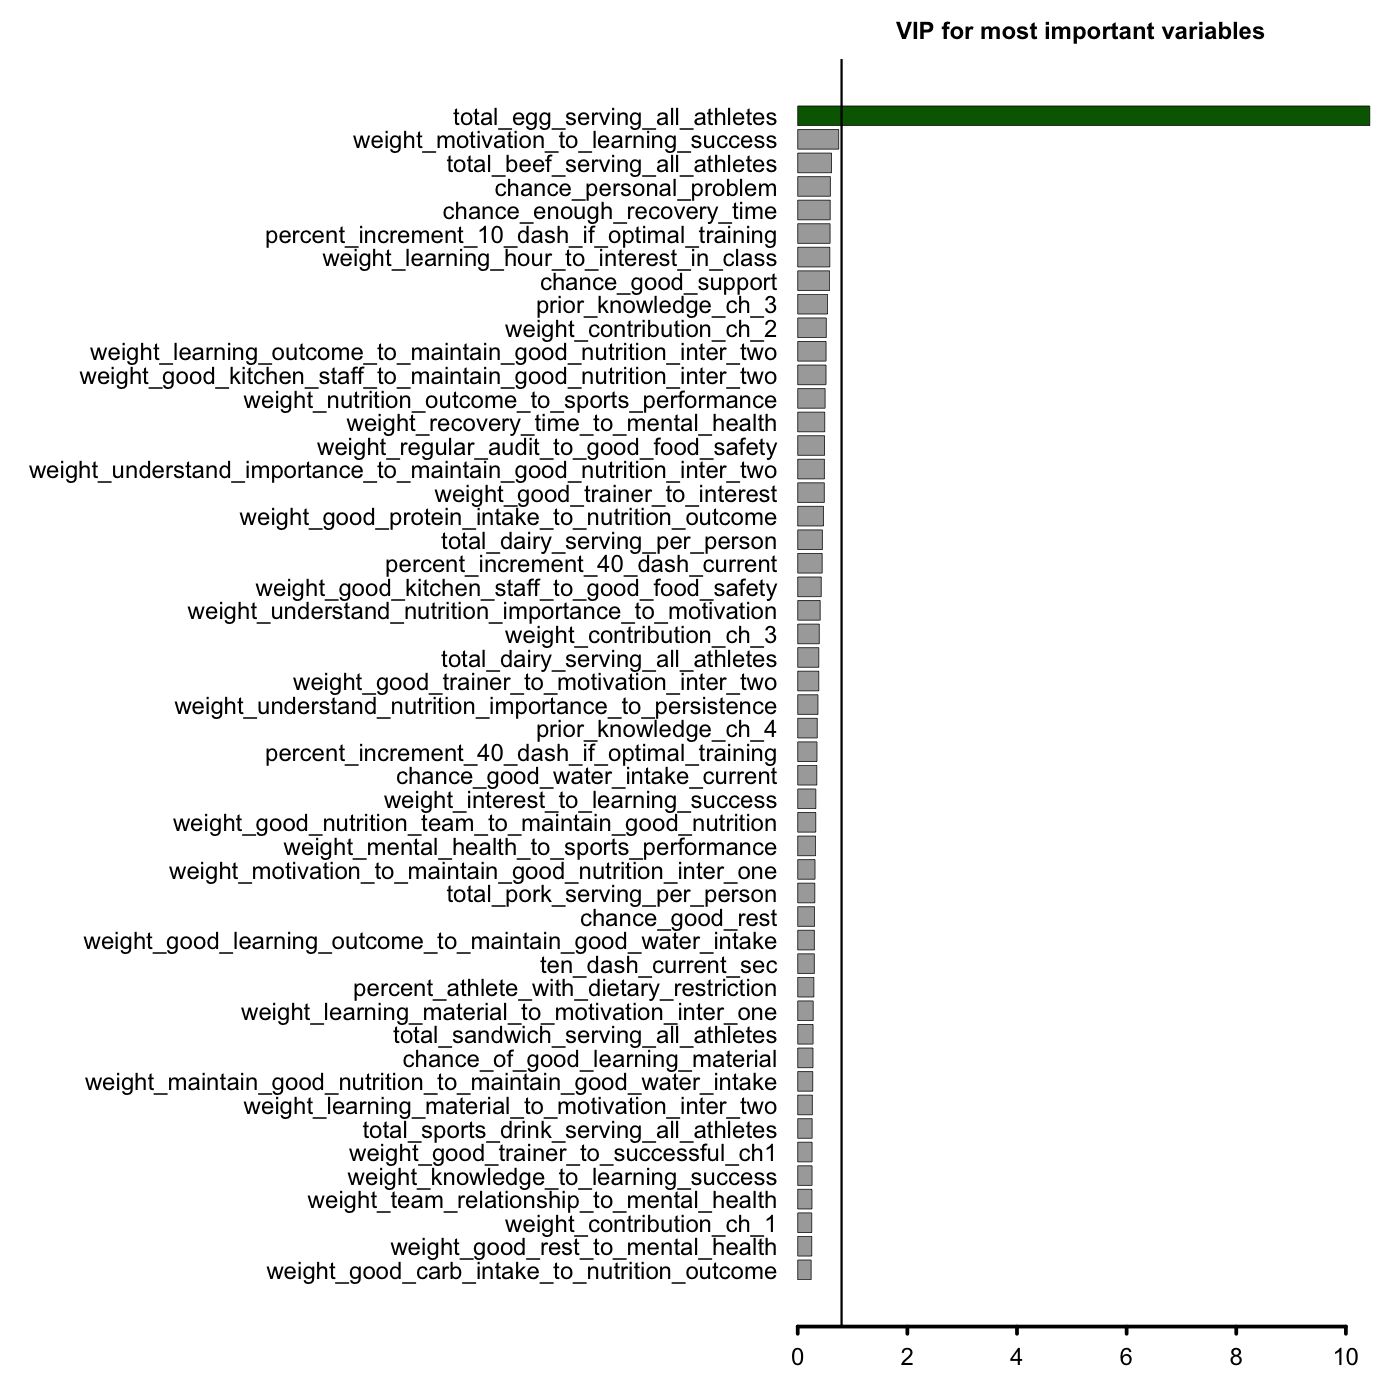 VIP for most important variables
total_egg_serving_all_athletes
weight_motivation_to_learning_success
total_beef_serving_all_athletes
chance_personal_problem
chance_enough_recovery_time
percent_increment_10_dash_if_optimal_training
weight_learning_hour_to_interest_in_class
chance_good_support
prior_knowledge_ch_3
weight_contribution_ch_2
weight_learning_outcome_to_maintain_good_nutrition_inter_two
weight_good_kitchen_staff_to_maintain_good_nutrition_inter_two
weight_nutrition_outcome_to_sports_performance
weight_recovery_time_to_mental_health
weight_regular_audit_to_good_food_safety
weight_understand_importance_to_maintain_good_nutrition_inter_two
weight_good_trainer_to_interest
weight_good_protein_intake_to_nutrition_outcome
total_dairy_serving_per_person
percent_increment_40_dash_current
weight_good_kitchen_staff_to_good_food_safety
weight_understand_nutrition_importance_to_motivation
weight_contribution_ch_3
total_dairy_serving_all_athletes
weight_good_trainer_to_motivation_inter_two
weight_understand_nutrition_importance_to_persistence
prior_knowledge_ch_4
percent_increment_40_dash_if_optimal_training
chance_good_water_intake_current
weight_interest_to_learning_success
weight_good_nutrition_team_to_maintain_good_nutrition
weight_mental_health_to_sports_performance
weight_motivation_to_maintain_good_nutrition_inter_one
total_pork_serving_per_person
chance_good_rest
weight_good_learning_outcome_to_maintain_good_water_intake
ten_dash_current_sec
percent_athlete_with_dietary_restriction
weight_learning_material_to_motivation_inter_one
total_sandwich_serving_all_athletes
chance_of_good_learning_material
weight_maintain_good_nutrition_to_maintain_good_water_intake
weight_learning_material_to_motivation_inter_two
total_sports_drink_serving_all_athletes
weight_good_trainer_to_successful_ch1
weight_knowledge_to_learning_success
weight_team_relationship_to_mental_health
weight_contribution_ch_1
weight_good_rest_to_mental_health
weight_good_carb_intake_to_nutrition_outcome
0 2 4 6 8 10